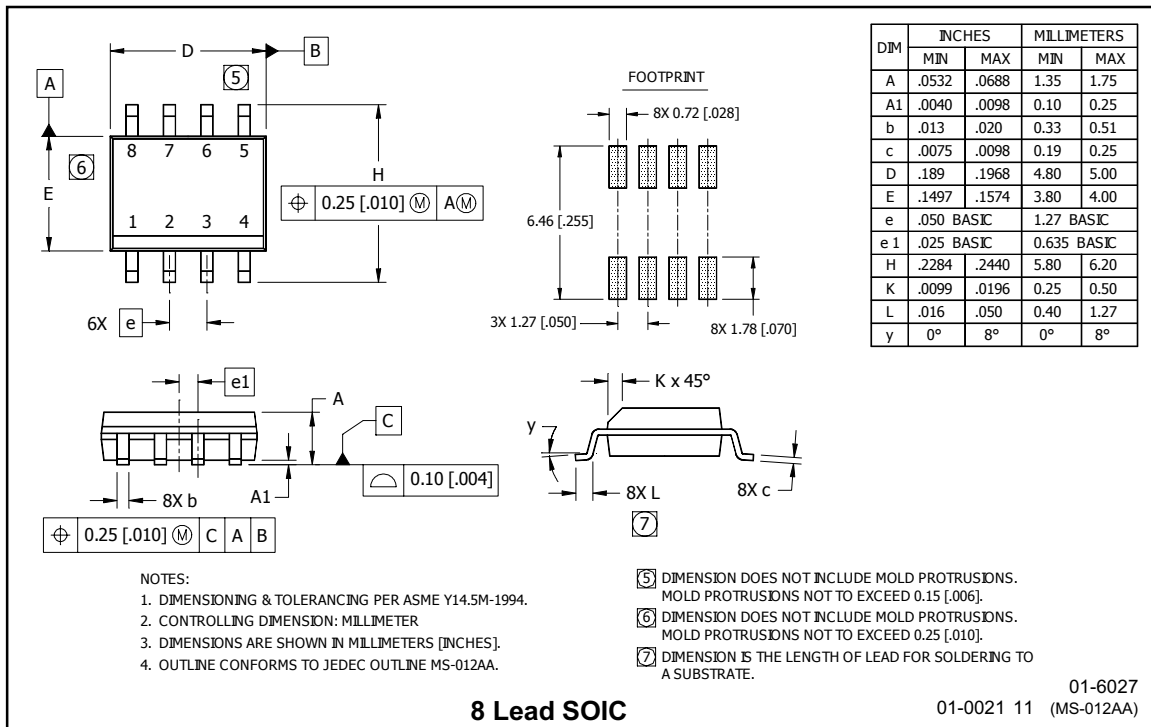 D
B
5
A
8 7 6 5
6
E
H
0.25 [.010] M A M
1 2 3 4
6X e
FOOTPRINT
8X 0.72 [.028]
6.46 [.255]
3X 1.27 [.050]
8X 1.78 [.070]
DIM INCHES MILLIMETERS
MIN MAX MIN MAX
A .0532 .0688 1.35 1.75
A1 .0040 .0098 0.10 0.25
b .013 .020 0.33 0.51
c .0075 .0098 0.19 0.25
D .189 .1968 4.80 5.00
E .1497 .1574 3.80 4.00
e .050 BASIC 1.27 BASIC
e 1 .025 BASIC 0.635 BASIC
H .2284 .2440 5.80 6.20
K .0099 .0196 0.25 0.50
L .016 .050 0.40 1.27
y 0° 8° 0° 8°
e1
A
C
0.10 [.004]
A1
8X b
0.25 [.010] M C A B
K x 45°
y
8X L
7
8X c
NOTES:
1. DIMENSIONING & TOLERANCING PER ASME Y14.5M-1994.
2. CONTROLLING DIMENSION: MILLIMETER
3. DIMENSIONS ARE SHOWN IN MILLIMETERS [INCHES].
4. OUTLINE CONFORMS TO JEDEC OUTLINE MS-012AA.
5 DIMENSION DOES NOT INCLUDE MOLD PROTRUSIONS.
MOLD PROTRUSIONS NOT TO EXCEED 0.15 [.006].
6 DIMENSION DOES NOT INCLUDE MOLD PROTRUSIONS.
MOLD PROTRUSIONS NOT TO EXCEED 0.25 [.010].
7 DIMENSION IS THE LENGTH OF LEAD FOR SOLDERING TO
A SUBSTRATE.
8 Lead SOIC
01-6027
01-0021 11 (MS-012AA)